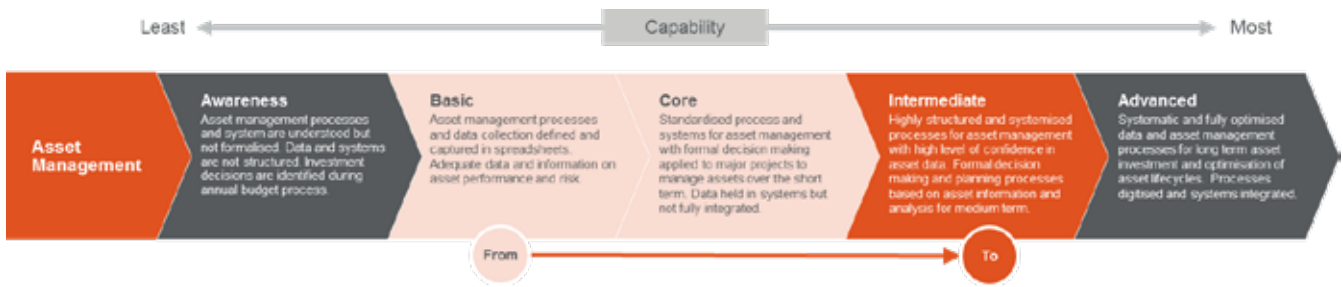 Least
Capability
Most
Asset
Management
Awareness
Asset management processes
and system are understood but
not formalised. Data and systems
are not structured. Investment
decisions are identified during
annual budget process.
Basic
Asset management processes
and data collection defined and
captured in spreadsheets.
Adequate data and information on
asset performance and risk.
Core
Standardised process and
systems for asset management
with formal decision making
applied to major projects to
manage assets over the short
term. Data held in systems but
not fully integrated.
Intermediate
Highly structured and systemised
processes for asset management
with high level of confidence in
asset data. Formal decision
making and planning processes
based on asset information and
analysis for medium term.
Advanced
Systematic and fully optimised
data and asset management
processes for long term asset
investment and optimisation of
asset lifecycles. Processes
digitised and systems integrated.
From
To